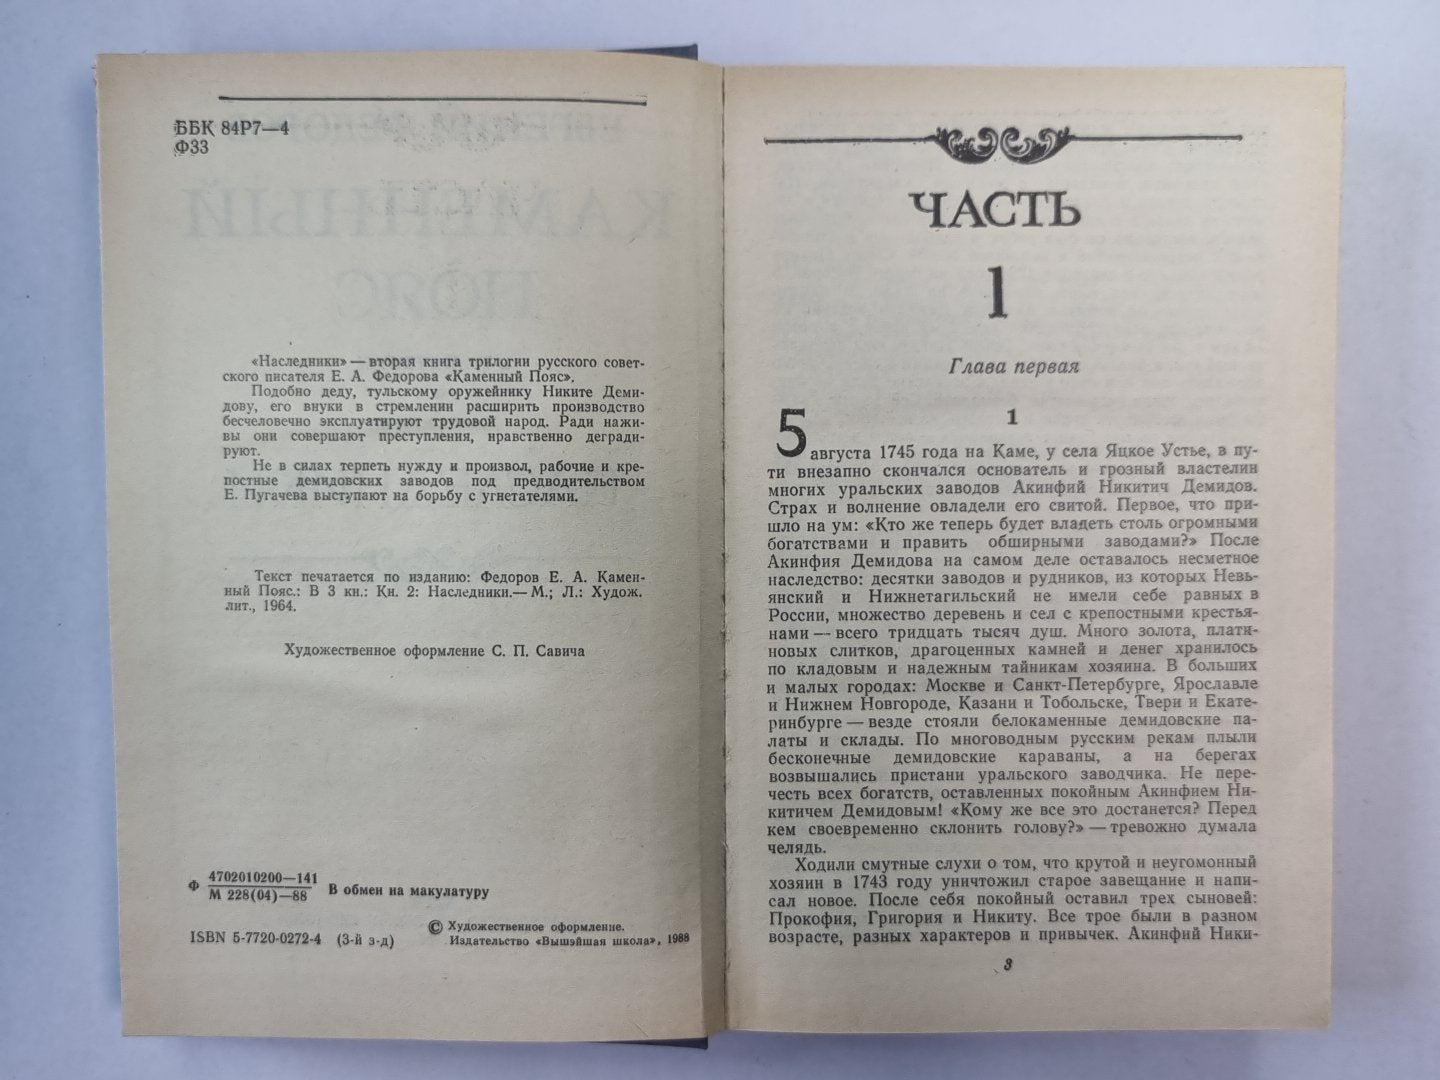 ББК 84Р7—4
Ф33
«Наследники» — вторая книга трилогии русского совет-
ского писателя Е. А. Федорова «Каменный Пояс».
Подобно деду, тульскому оружейнику Никите Деми-
дову, его внуки в стремлении расширить производство
бесчеловечно эксплуатируют трудовой народ. Ради нажи-
вы они совершают преступления, нравственно дегради-
руют.
Не в силах терпеть нужду и произвол, рабочие и кре-
постные демидовских заводов под предводительством
Е. Пугачева выступают на борьбу с угнетателями.
Текст печатается по изданию: Федоров Е. А. Камен-
ный Пояс.: В 3 кн.: Кн. 2: Наследники.— М.; Л.: Худож.
лит., 1964.
Художественное оформление С. П. Савича
Ф 4702010200—141
М 228(04)—88
В обмен на макулатуру
ISBN 5-7720-0272-4 (3-й з-д)
© Художественное оформление.
Издательство «Вышэйшая школа», 1988
ЧАСТЬ
1
Глава первая
1
5 августа 1745 года на Каме, у села Яцкое Устье, в пу-
ти внезапно скончался основатель и грозный властелин
многих уральских заводов Акинфий Никитич Демидов.
Страх и волнение овладели его свитой. Первое, что при-
шло на ум: «Кто же теперь будет владеть столь огромными
богатствами и править обширными заводами?» После
Акинфия Демидова на самом деле оставалось несметное
наследство: десятки заводов и рудников, из которых Невь-
янский и Нижнетагильский не имели себе равных в
России, множество деревень и сел с крепостными крестья-
нами — всего тридцать тысяч душ. Много золота, плати-
новых слитков, драгоценных камней и денег хранилось
по кладовым и надежным тайникам хозяина. В больших
и малых городах: Москве и Санкт-Петербурге, Ярославле
и Нижнем Новгороде, Казани и Тобольске, Твери и Екате-
ринбурге — везде стояли белокаменные демидовские па-
латы и склады. По многоводным русским рекам плыли
бесконечные демидовские караваны, а на берегах
возвышались пристани уральского заводчика. Не пере-
честь всех богатств, оставленных покойным Акинфием Ни-
китичем Демидовым! «Кому же все это достанется? Перед
кем своевременно склонить голову?» — тревожно думала
челядь.
Ходили смутные слухи о том, что крутой и неугомонный
хозяин в 1743 году уничтожил старое завещание и напи-
сал новое. После себя покойный оставил трех сыновей:
Прокофия, Григория и Никиту. Все трое были в разном
возрасте, разных характеров и привычек. Акинфий Ники-
3